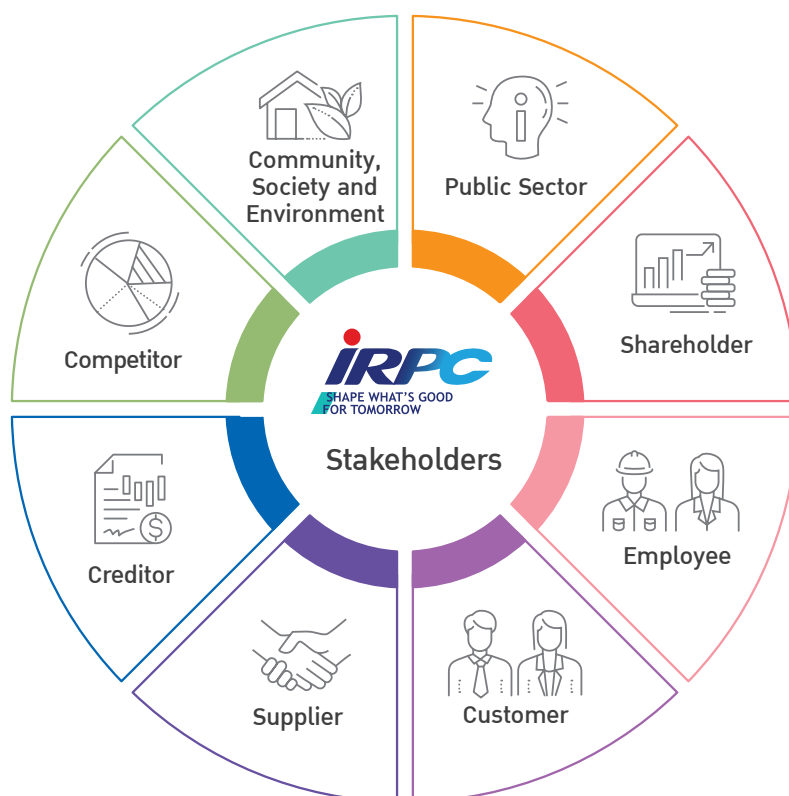 Community,
Society and
Environment
Public Sector
Shareholder
Employee
Customer
Supplier
Creditor
Competitor
iRPC
SHAPE WHAT'S GOOD
FOR TOMORROW
Stakeholders
$